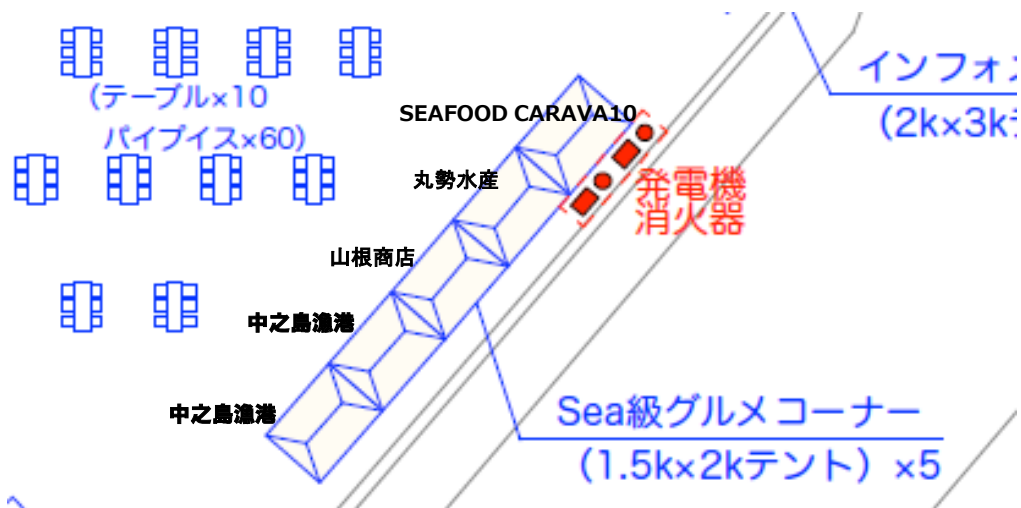 (テーブル×10
パイプイス×60)
SEAFOOD CARAVA10
丸勢水産
山根商店
中之島漁港
中之島漁港
発電機
消火器
インフォメ
(2k×3k
Sea級グルメコーナー
(1.5k×2kテント)×5